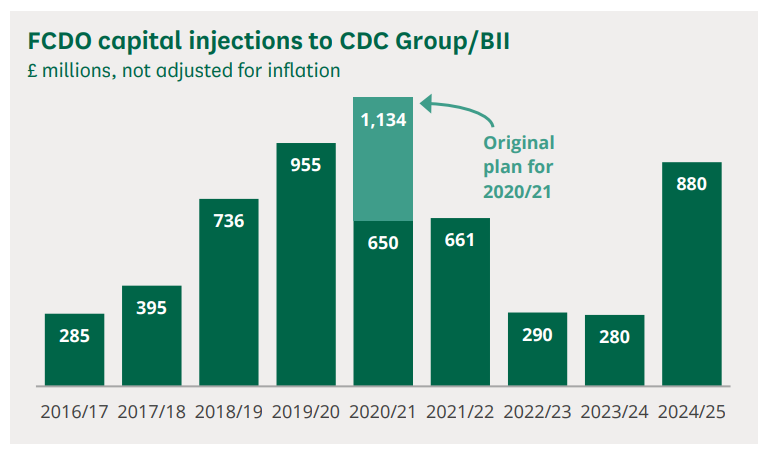 FCDO capital injections to CDC Group/BII
£ millions, not adjusted for inflation
1,134
Original
plan for
2020/21
955
880
736
650
661
395
285
290
280
2016/17 2017/18 2018/19 2019/20 2020/21 2021/22 2022/23 2023/24 2024/25